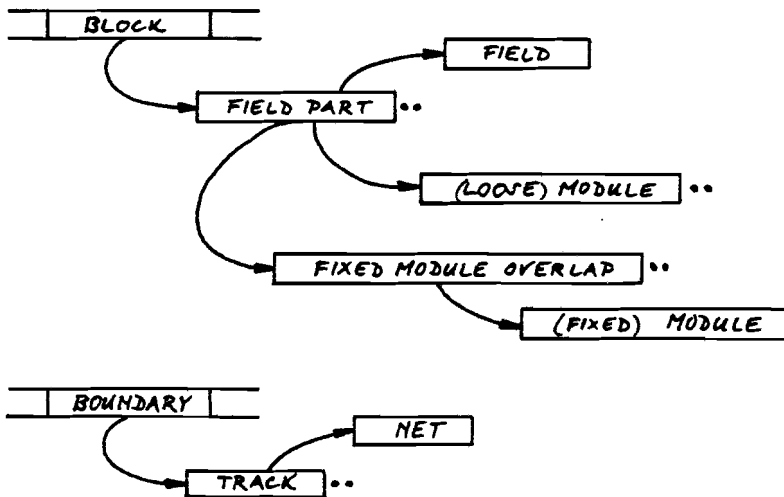 BLOCK
FIELD
FIELD PART ..
(LOOSE) MODULE ..
FIXED MODULE OVERLAP ..
(FIXED) MODULE
BOUNDARY
NET
TRACK ..